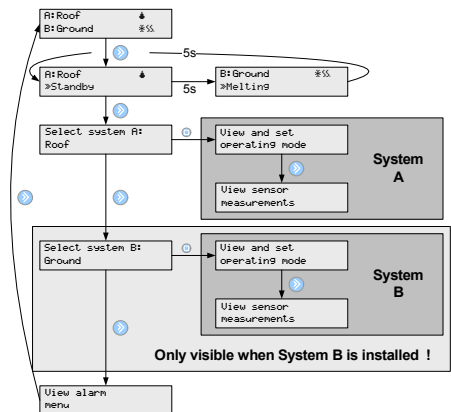 A:Roof
B:Ground
5s
A:Roof
»Standby
5s
B:Ground
»Melting
Select system A:
Roof
View and set
operating mode
View sensor
measurements
System
A
Select system B:
Ground
View and set
operating mode
View sensor
measurements
System
B
Only visible when System B is installed !
View alarm
menu